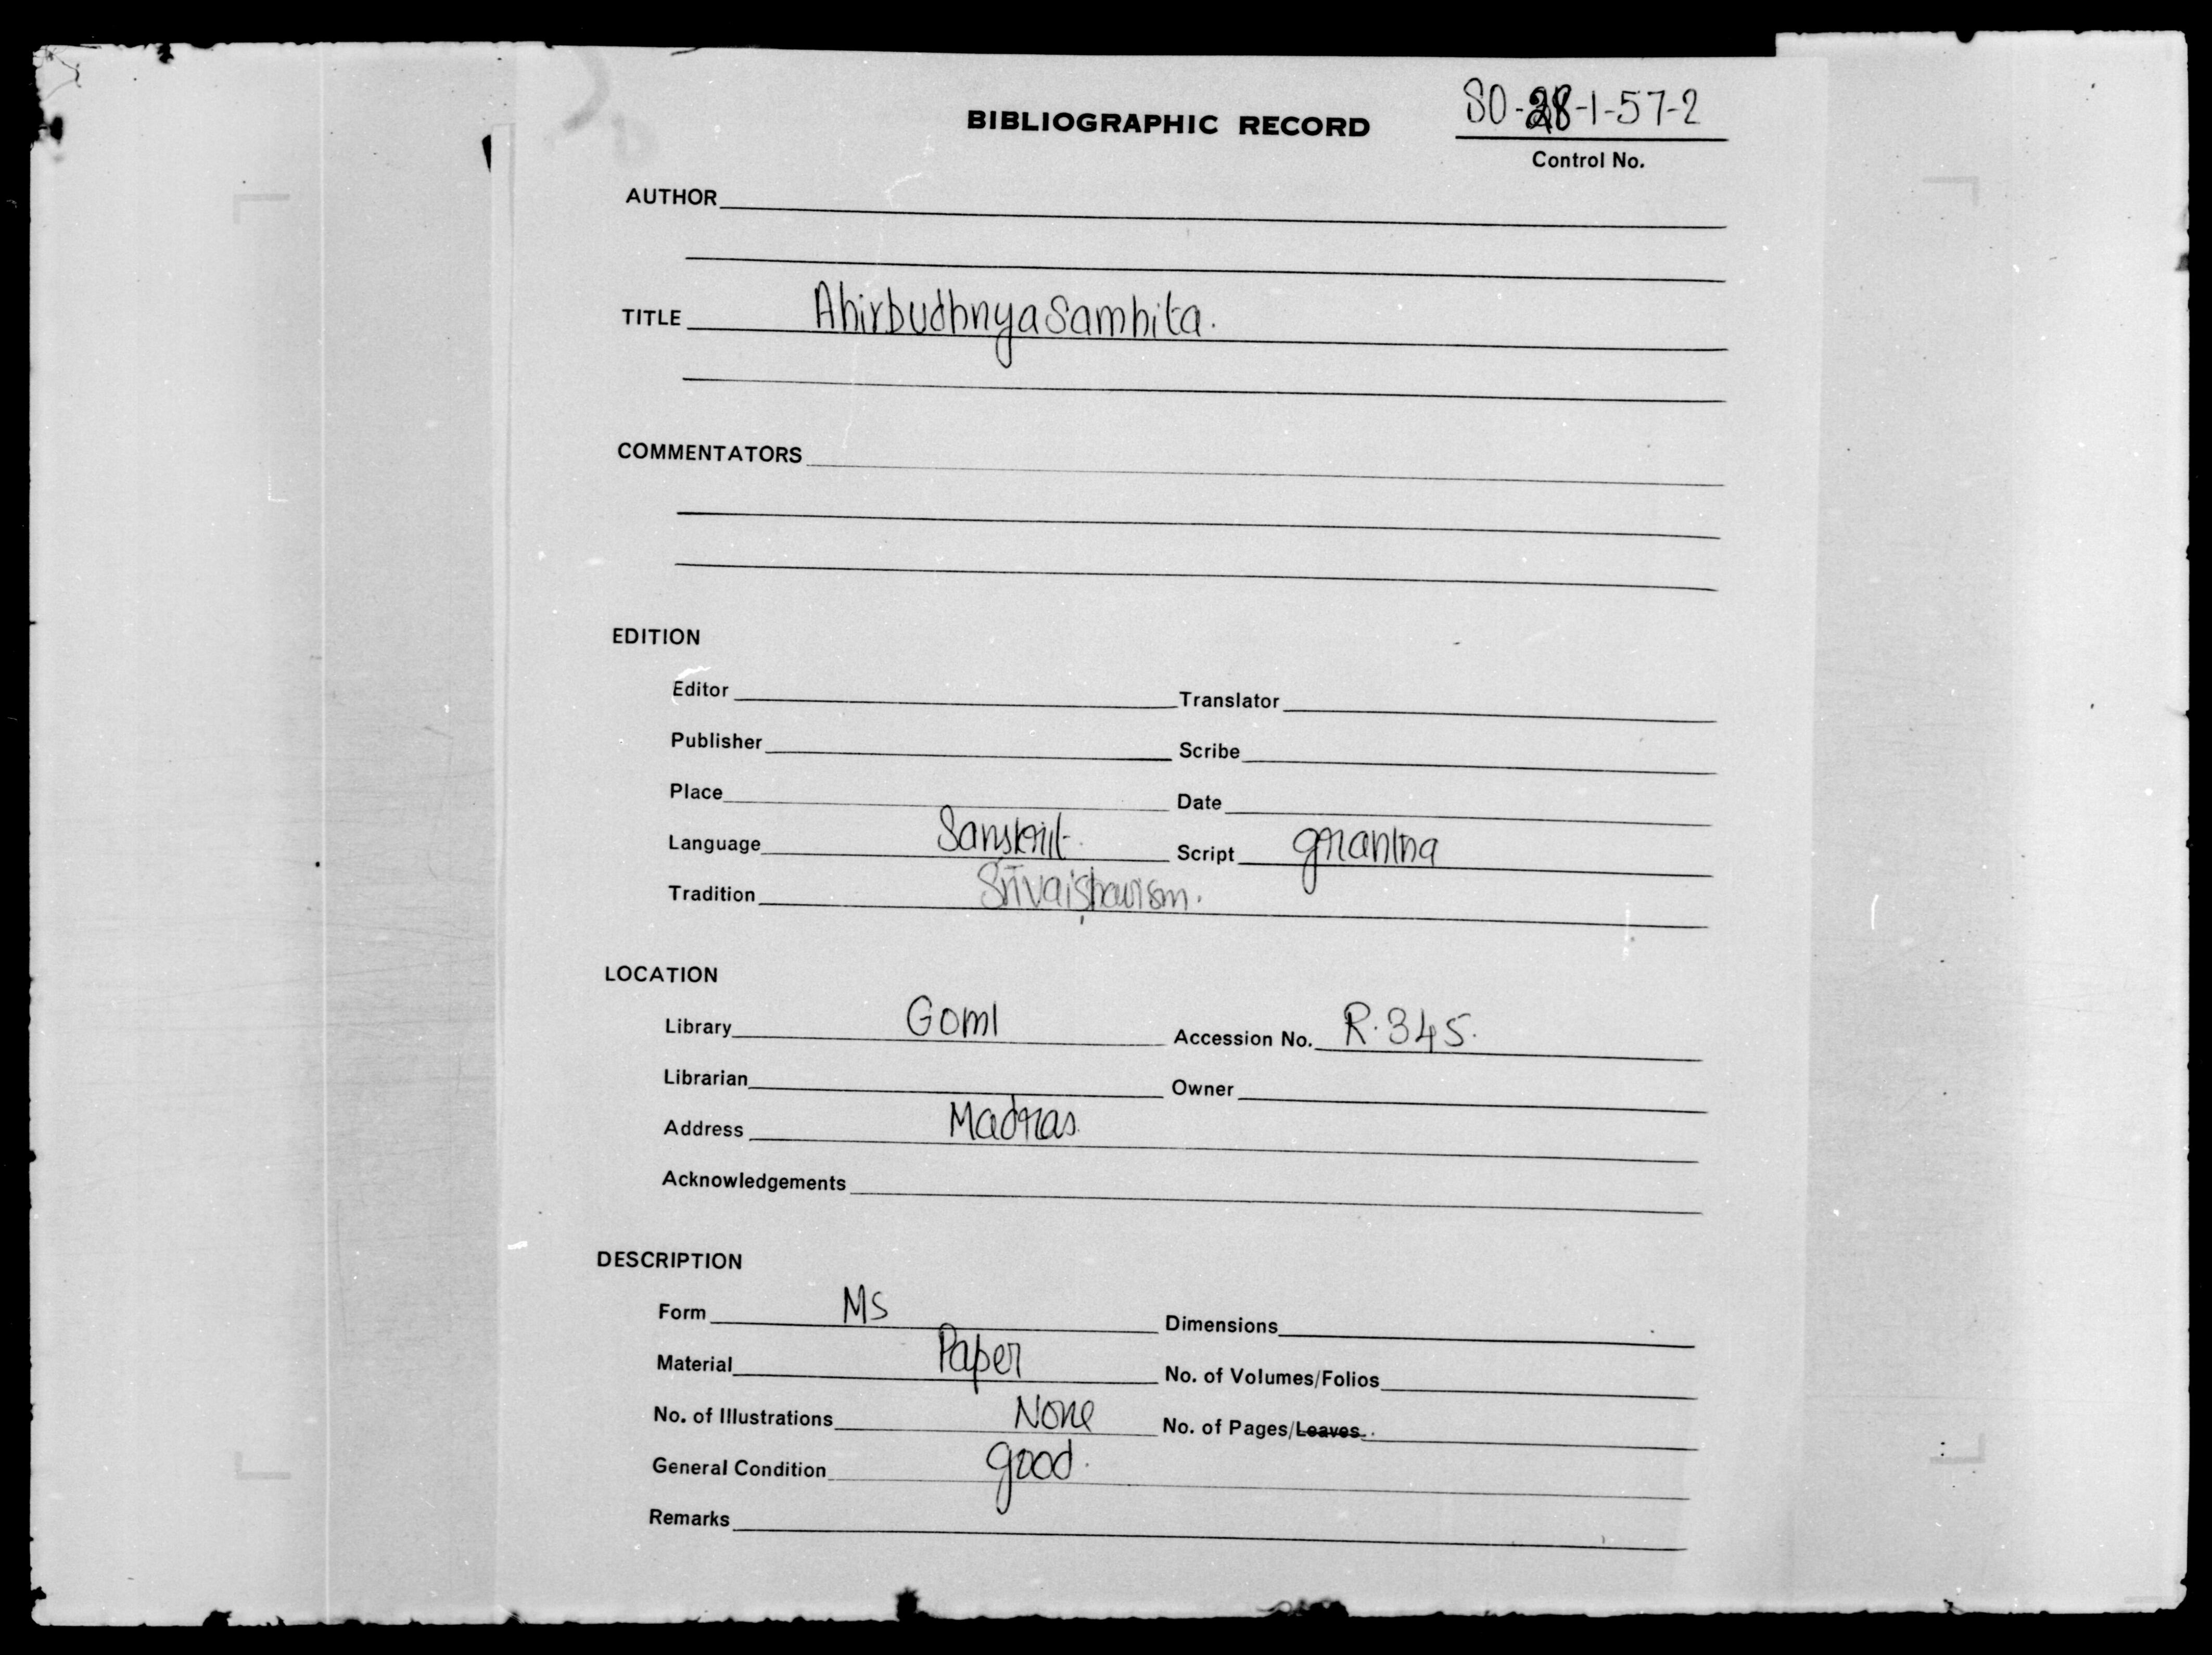 BIBLIOGRAPHIC RECORD
SO-28-1-57-2
Control No.
AUTHOR
TITLE Ahirbudhnya Samhita.
COMMENTATORS
EDITION
Editor Translator
Publisher Scribe
Place Date
Language Sanskrit. Script grantha
Tradition
LOCATION
Library Goml Accession No. R.345.
Librarian Owner
Address Madras.
Acknowledgements
DESCRIPTION
Form Ms Dimensions
Material Paper No. of Volumes/Folios
No. of Illustrations None No. of Pages/Leaves
General Condition good.
Remarks